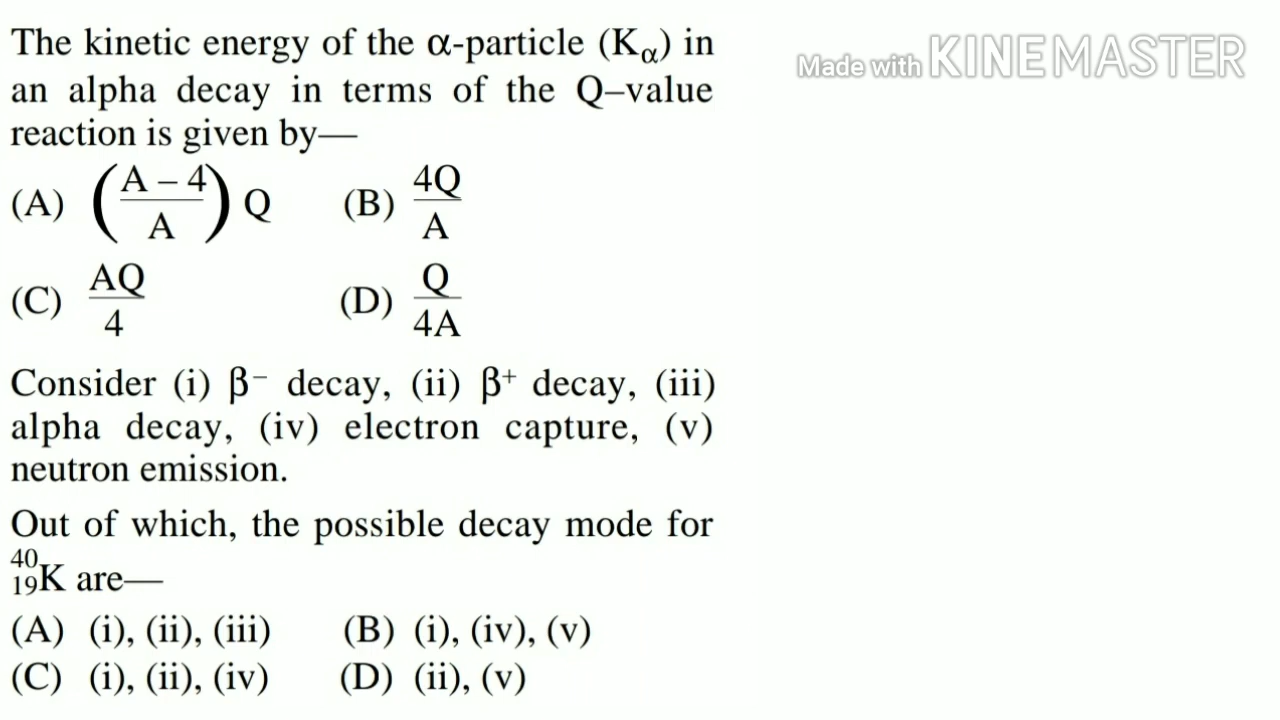 The kinetic energy of the α-particle (Kα) in
an alpha decay in terms of the Q–value
reaction is given by—
(A) ((A – 4)/A) Q (B) 4Q/A
(C) AQ/4 (D) Q/4A
Consider (i) β⁻ decay, (ii) β⁺ decay, (iii)
alpha decay, (iv) electron capture, (v)
neutron emission.
Out of which, the possible decay mode for
⁴⁰₁₉K are—
(A) (i), (ii), (iii) (B) (i), (iv), (v)
(C) (i), (ii), (iv) (D) (ii), (v)
Made with KINEMASTER